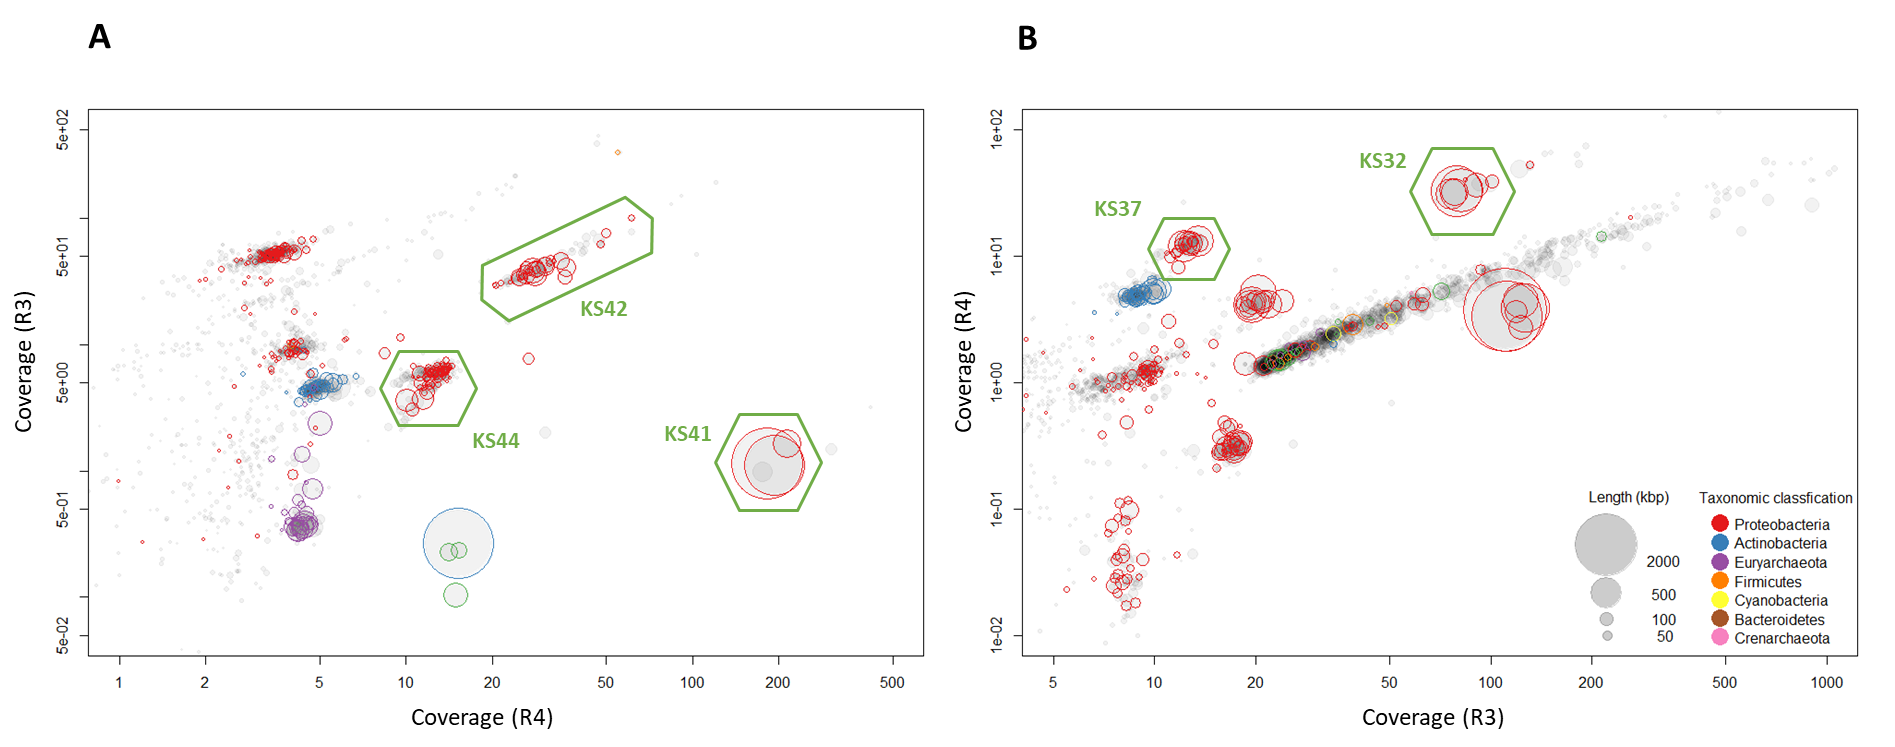 A
B
5e+02
5e+01
5e+00
5e-01
5e-02
Coverage (R3)
KS42
KS44
KS41
1 2 5 10 20 50 100 200 500
Coverage (R4)
1e+02
1e+01
1e+00
1e-01
1e-02
Coverage (R4)
KS32
KS37
Length (kbp)
2000
500
100
50
Taxonomic classfication
Proteobacteria
Actinobacteria
Euryarchaeota
Firmicutes
Cyanobacteria
Bacteroidetes
Crenarchaeota
5 10 20 50 100 200 500 1000
Coverage (R3)